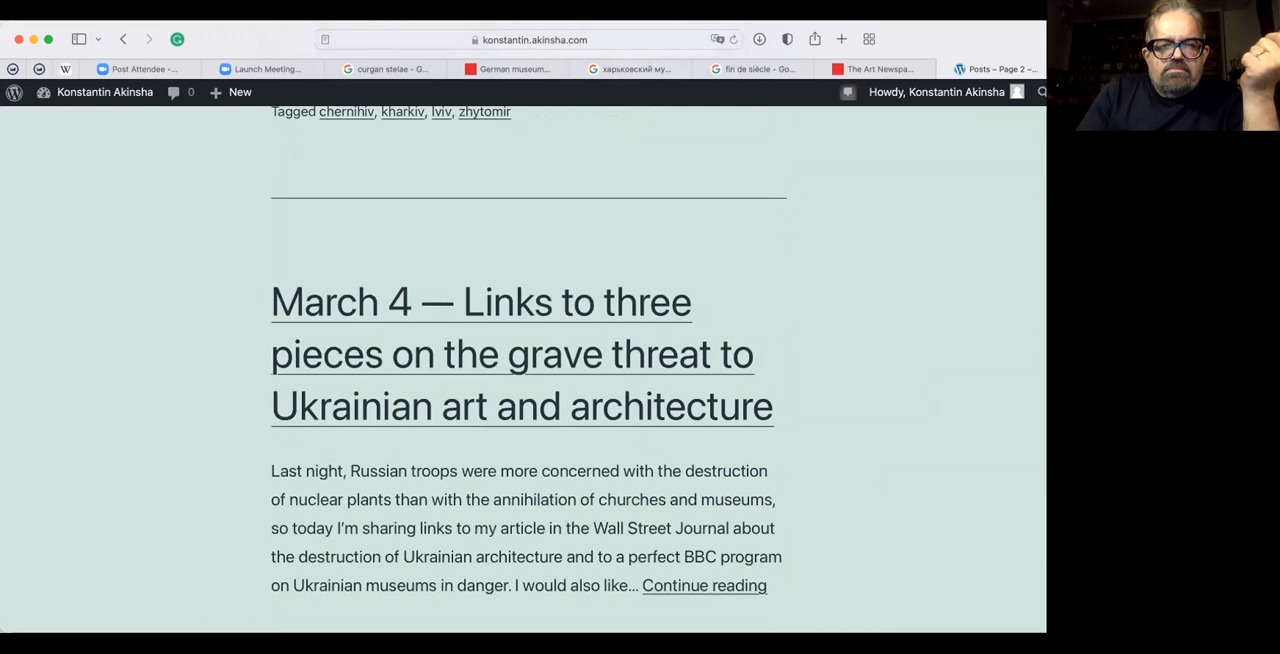 konstantin.akinsha.com
W Post Attendee -... Launch Meeting... G curgan stelae - G... German museum... G харьковский му... G fin de siècle - Go... The Art Newspa... Posts – Page 2 –...
Konstantin Akinsha 0 New Howdy, Konstantin Akinsha
Tagged chernihiv, kharkiv, lviv, zhytomir
March 4 — Links to three
pieces on the grave threat to
Ukrainian art and architecture
Last night, Russian troops were more concerned with the destruction
of nuclear plants than with the annihilation of churches and museums,
so today I'm sharing links to my article in the Wall Street Journal about
the destruction of Ukrainian architecture and to a perfect BBC program
on Ukrainian museums in danger. I would also like... Continue reading